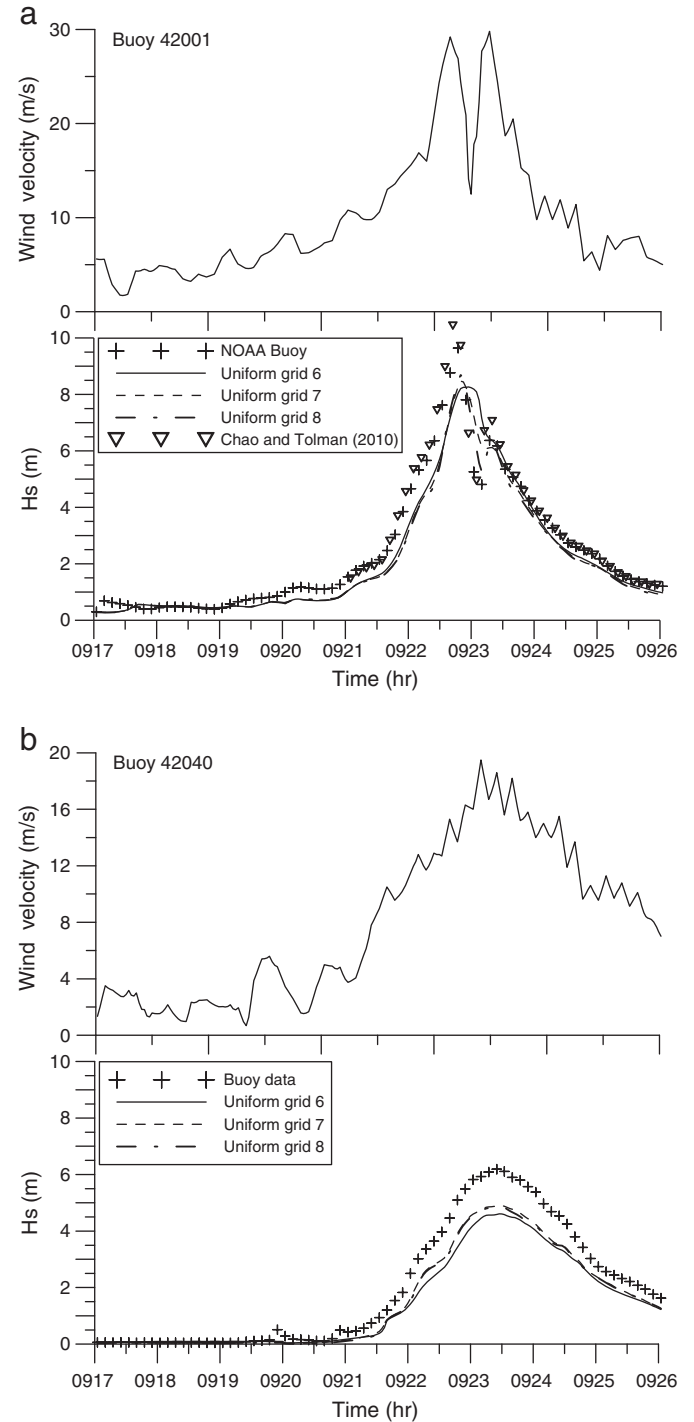 a
Buoy 42001
Wind velocity (m/s)
30
20
10
0
Hs (m)
10
8
6
4
2
0
NOAA Buoy
Uniform grid 6
Uniform grid 7
Uniform grid 8
Chao and Tolman (2010)
0917 0918 0919 0920 0921 0922 0923 0924 0925 0926
Time (hr)
b
Buoy 42040
Wind velocity (m/s)
20
16
12
8
4
0
Hs (m)
10
8
6
4
2
0
Buoy data
Uniform grid 6
Uniform grid 7
Uniform grid 8
0917 0918 0919 0920 0921 0922 0923 0924 0925 0926
Time (hr)